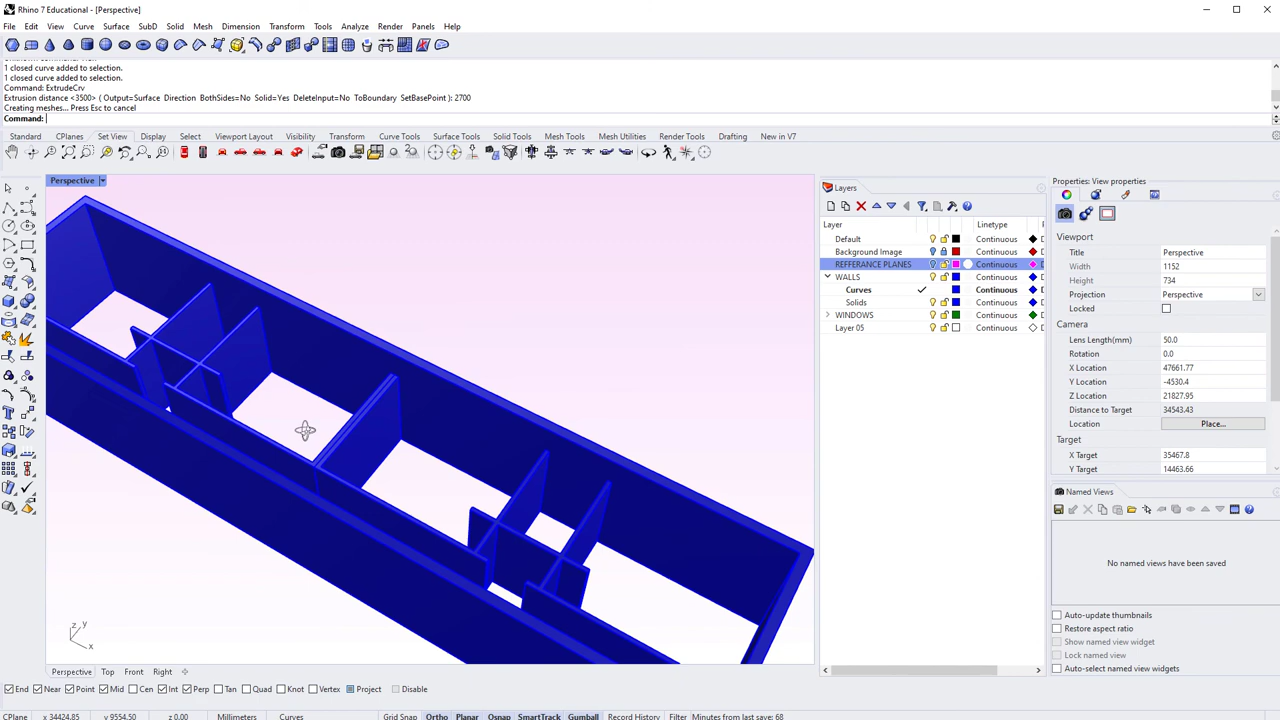 Rhino 7 Educational - [Perspective]
File Edit View Curve Surface Solid SubD Mesh Dimension Transform Tools Analyze Render Panels Help
1 closed curve added to selection.
1 closed curve added to selection.
Command: ExtrudeCrv
Extrusion distance <3500> ( Output=Surface Direction BothSides=No Solid=Yes DeleteInput=No ToBoundary SetBasePoint ): 2700
Creating meshes... Press Esc to cancel
Command:
Standard CPlanes Set View Display Select Viewport Layout Visibility Transform Curve Tools Surface Tools Solid Tools Mesh Tools Mesh Utilities Render Tools Drafting New in V7
Perspective
Layers
Layer Linetype
Default Continuous
Background Image Continuous
REFFERANCE PLANES Continuous
WALLS Continuous
Curves Continuous
Solids Continuous
WINDOWS Continuous
Layer 05 Continuous
Properties: View properties
Viewport
Title Perspective
Width 1152
Height 734
Projection Perspective
Locked
Camera
Lens Length(mm) 50.0
Rotation 0.0
X Location 47661.77
Y Location -4530.4
Z Location 21827.95
Distance to Target 34543.43
Location Place...
Target
X Target 35467.8
Y Target 14463.66
Named Views
No named views have been saved
Auto-update thumbnails
Restore aspect ratio
Show named view widget
Lock named view
Auto-select named view widgets
z y
x
Perspective Top Front Right
End Near Point Mid Cen Int Perp Tan Quad Knot Vertex Project Disable
CPlane x 34424.85 y 9554.50 z 0.00 Millimeters Curves Grid Snap Ortho Planar Osnap SmartTrack Gumball Record History Filter Minutes from last save: 68